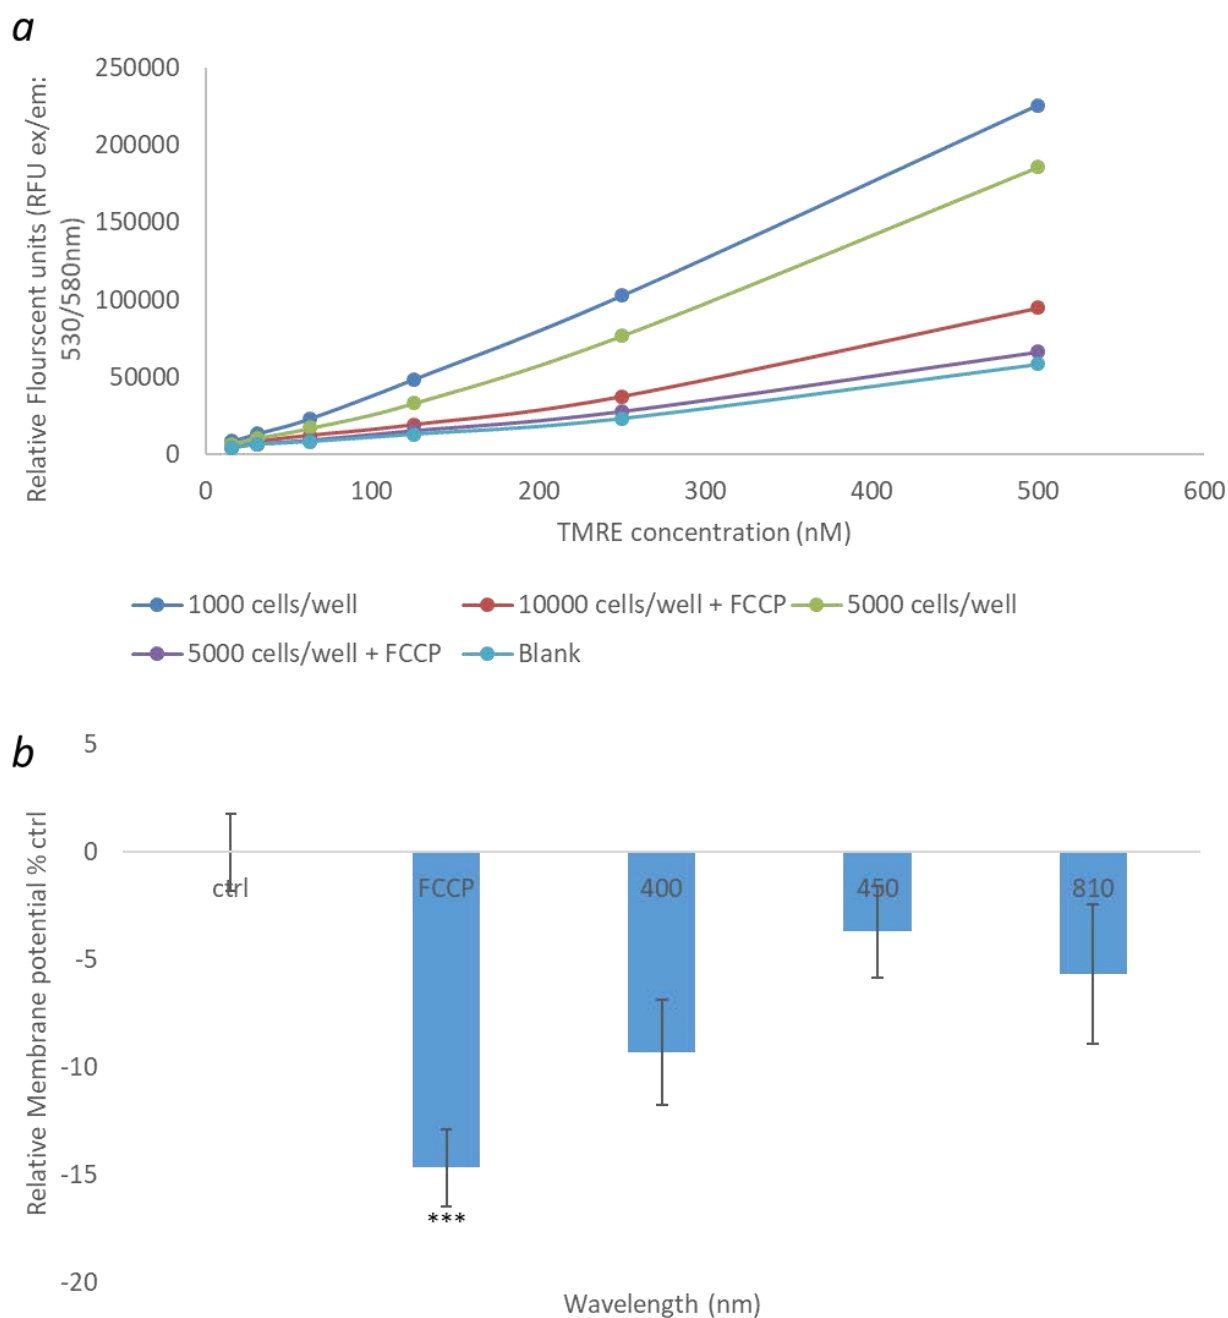 a
Relative Flourscent units (RFU ex/em:
530/580nm)
250000
200000
150000
100000
50000
0
0 100 200 300 400 500 600
TMRE concentration (nM)
1000 cells/well 10000 cells/well + FCCP 5000 cells/well
5000 cells/well + FCCP Blank
b
Relative Membrane potential % ctrl
5
0
-5
-10
-15
-20
ctrl FCCP 400 450 810
***
Wavelength (nm)